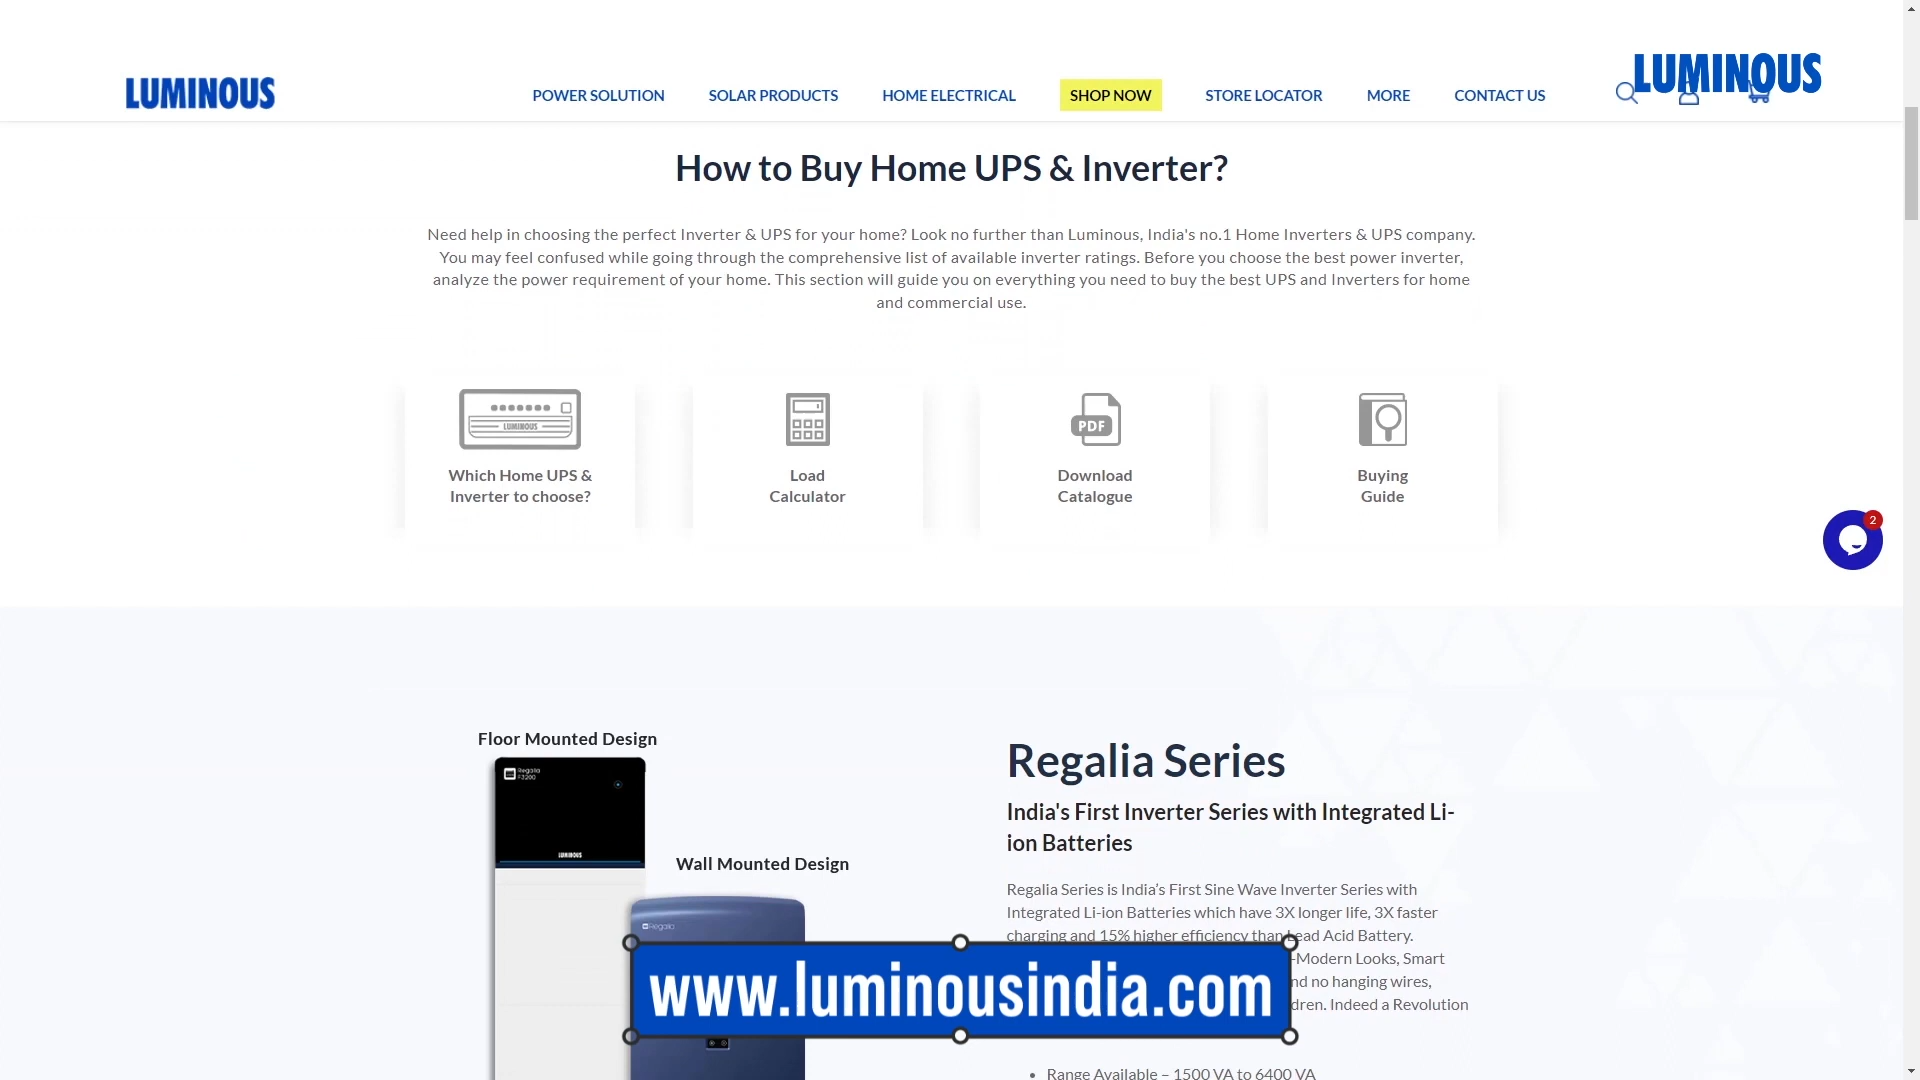 LUMINOUS
POWER SOLUTION
SOLAR PRODUCTS
HOME ELECTRICAL
SHOP NOW
STORE LOCATOR
MORE
CONTACT US
LUMINOUS
How to Buy Home UPS & Inverter?
Need help in choosing the perfect Inverter & UPS for your home? Look no further than Luminous, India's no.1 Home Inverters & UPS company.
You may feel confused while going through the comprehensive list of available inverter ratings. Before you choose the best power inverter,
analyze the power requirement of your home. This section will guide you on everything you need to buy the best UPS and Inverters for home
and commercial use.
LUMINOUS
Which Home UPS &
Inverter to choose?
Load
Calculator
PDF
Download
Catalogue
Buying
Guide
2
Floor Mounted Design
Regalia
F3200
LUMINOUS
Wall Mounted Design
Regalia
Regalia Series
India's First Inverter Series with Integrated Li-
ion Batteries
Regalia Series is India’s First Sine Wave Inverter Series with
Integrated Li-ion Batteries which have 3X longer life, 3X faster
charging and 15% higher efficiency than Lead Acid Battery.
-Modern Looks, Smart
no hanging wires,
Indeed a Revolution
www.luminousindia.com
• Range Available – 1500 VA to 6400 VA